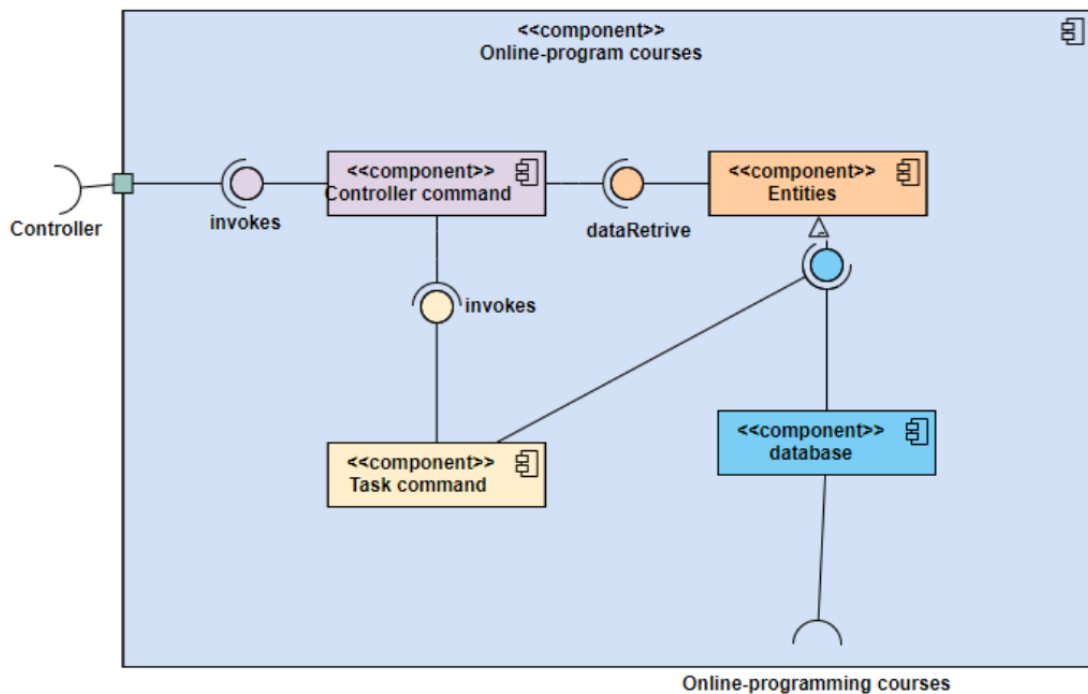 <<component>>
Online-program courses
Controller
invokes
<<component>>
Controller command
dataRetrive
<<component>>
Entities
invokes
<<component>>
Task command
<<component>>
database
Online-programming courses